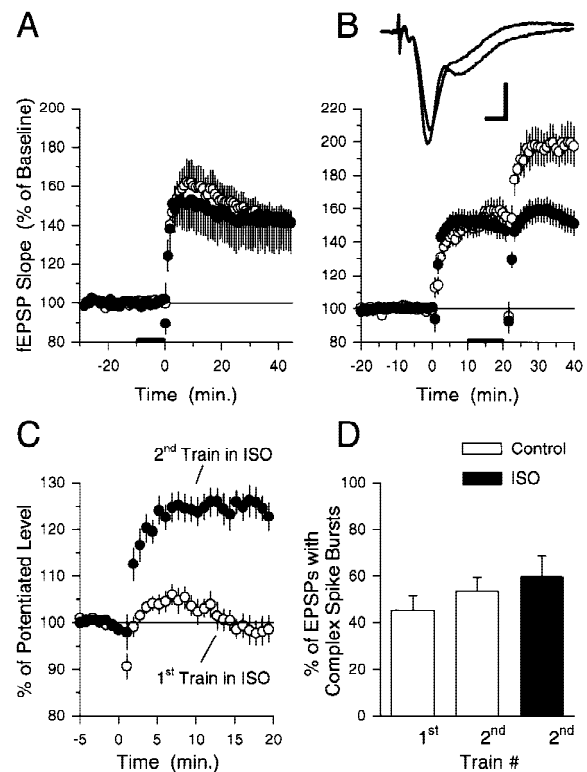 A
B
fEPSP Slope (% of Baseline)
200
180
160
140
120
100
80
-20
0
20
40
Time (min.)
220
200
180
160
140
120
100
80
-20
-10
0
10
20
30
40
Time (min.)
C
D
% of Potentiated Level
130
120
110
100
90
80
-5
0
5
10
15
20
Time (min.)
2nd Train in ISO
1st Train in ISO
Control
ISO
% of EPSPs with
Complex Spike Bursts
100
80
60
40
20
0
1st
2nd
2nd
Train #